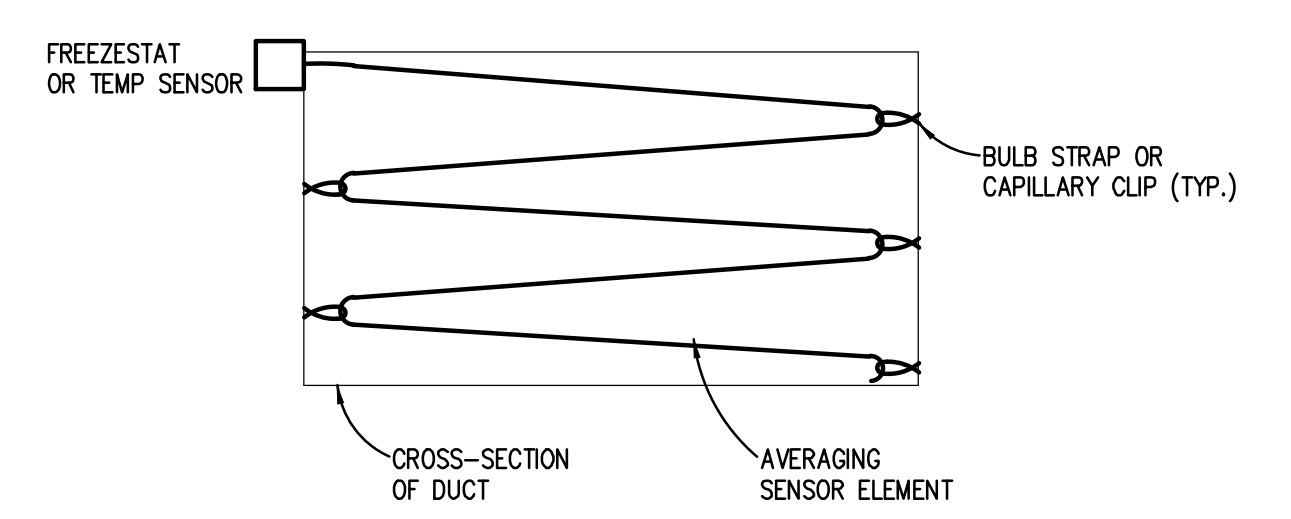 FREEZESTAT
OR TEMP SENSOR
BULB STRAP OR
CAPILLARY CLIP (TYP.)
CROSS-SECTION
OF DUCT
AVERAGING
SENSOR ELEMENT